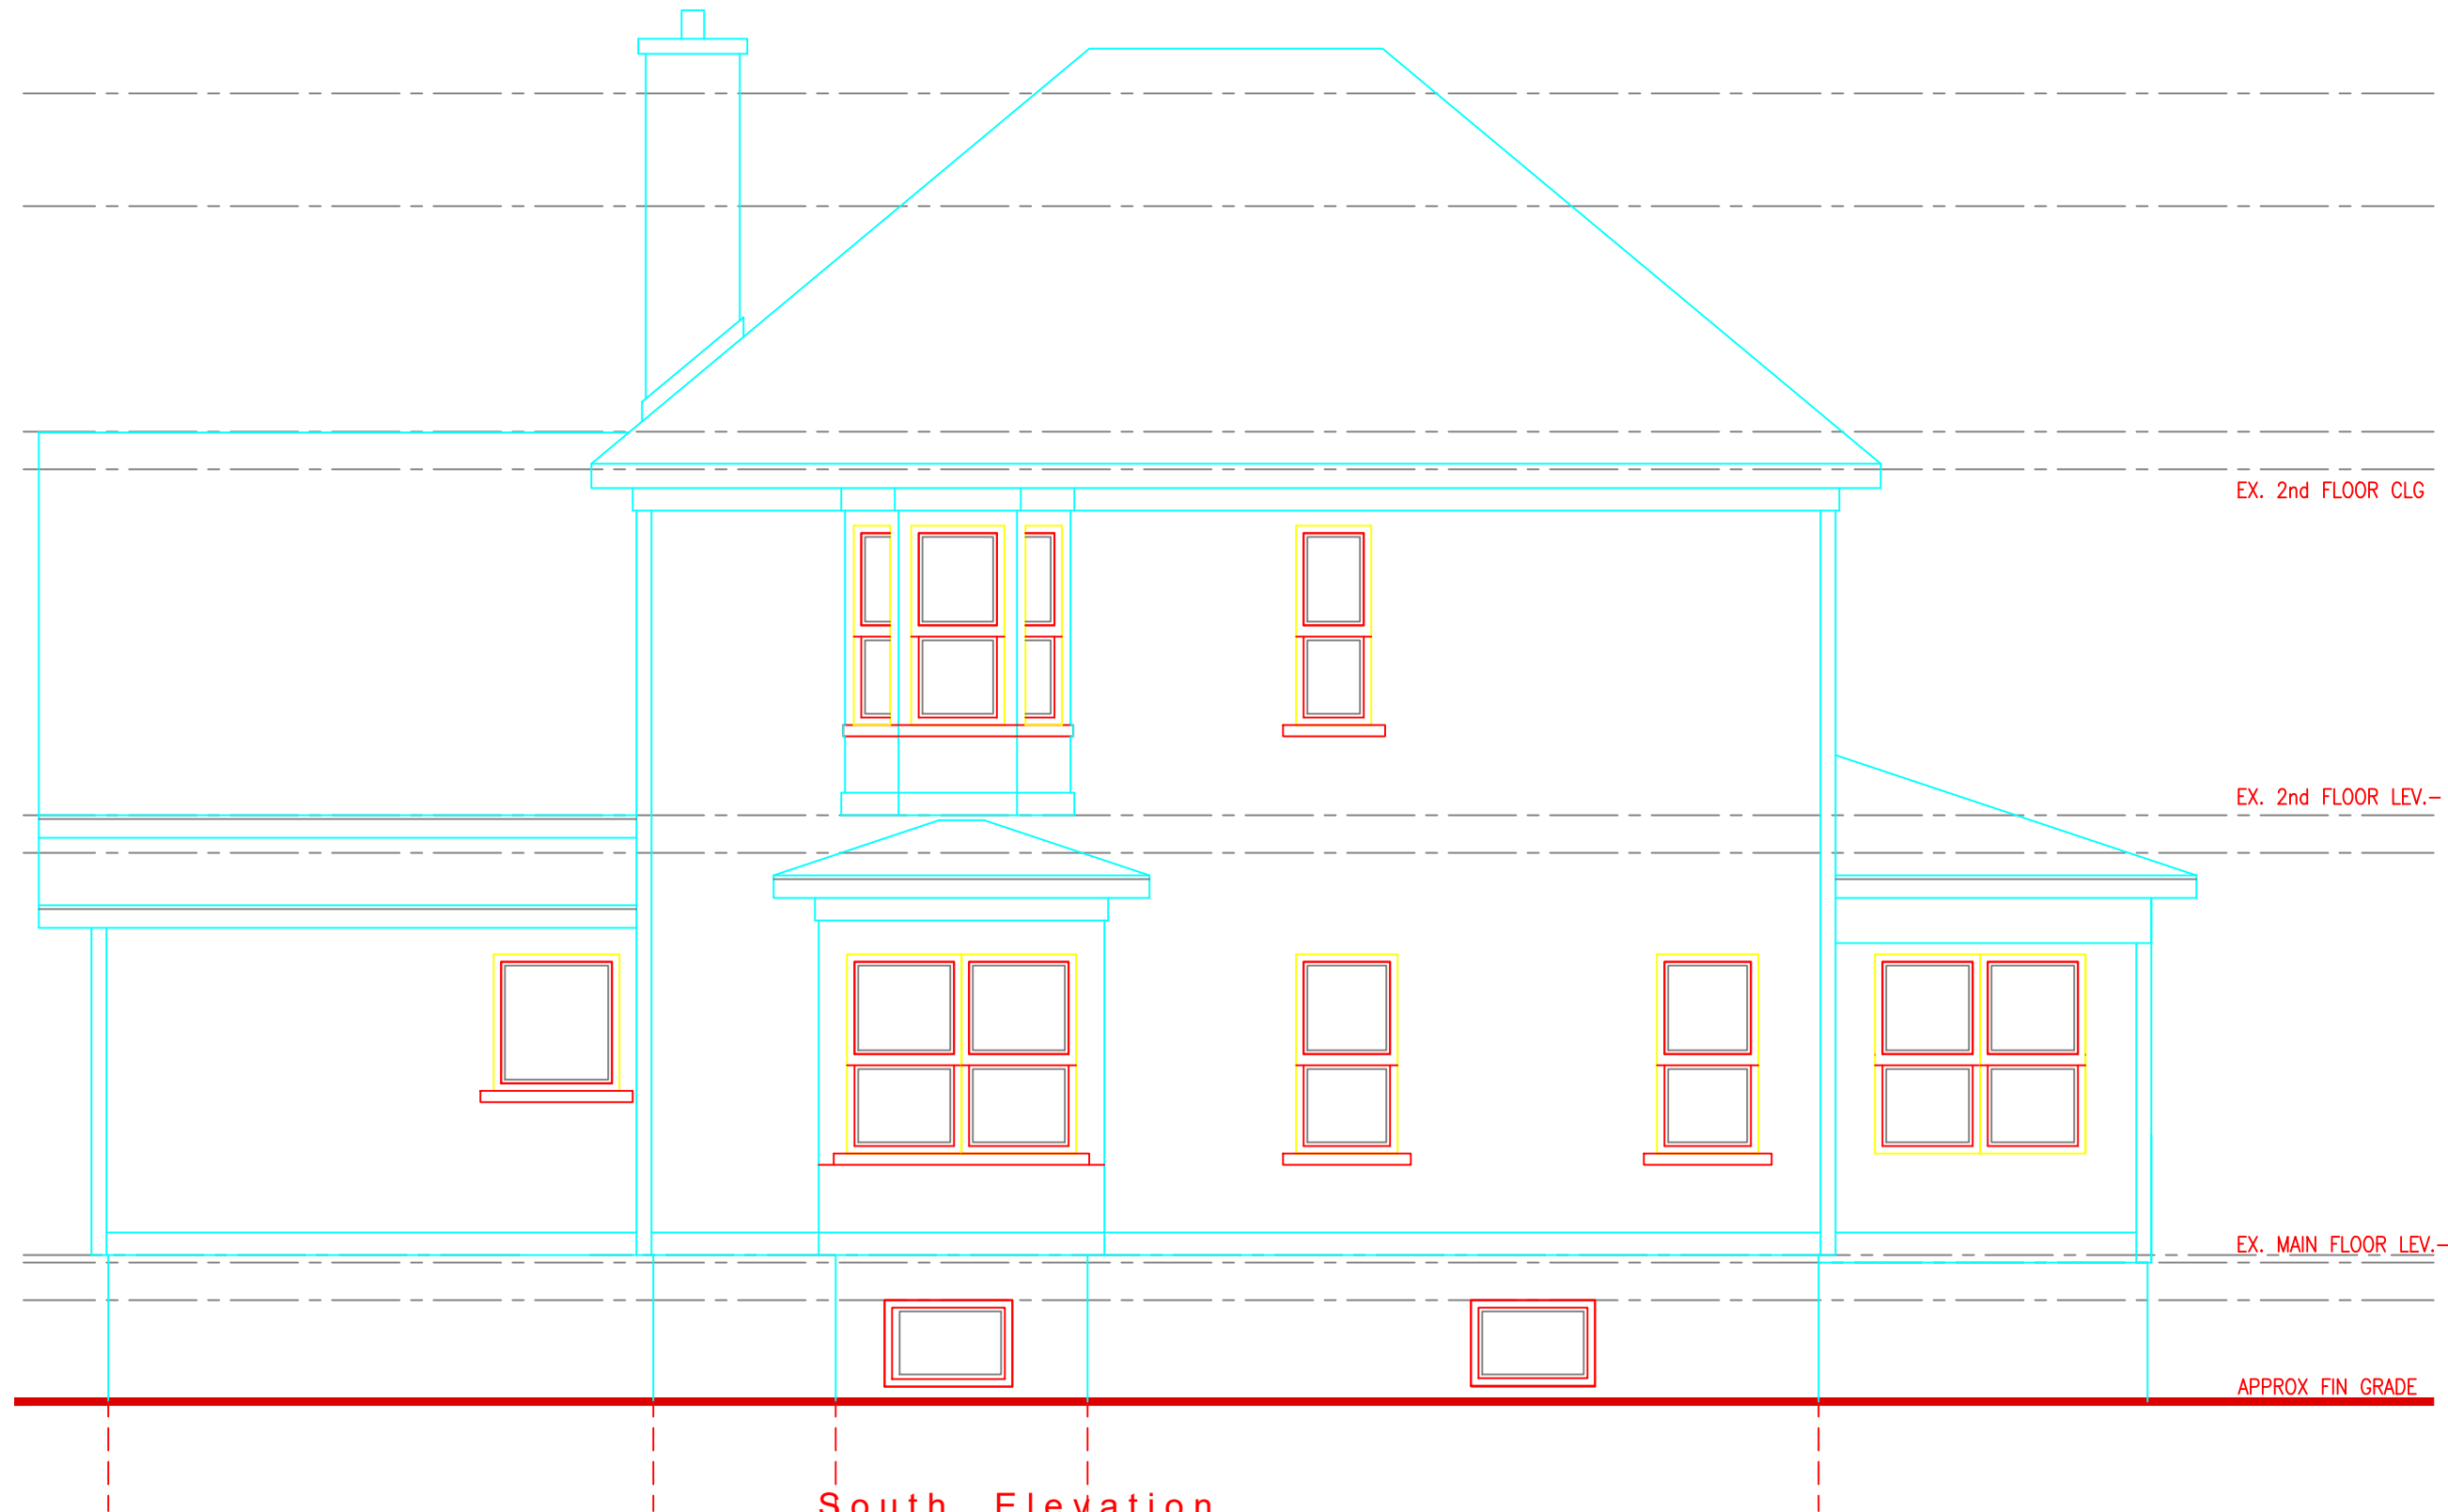 EX. 2nd FLOOR CLG
EX. 2nd FLOOR LEV.-
EX. MAIN FLOOR LEV.-
APPROX FIN GRADE
South Elevation